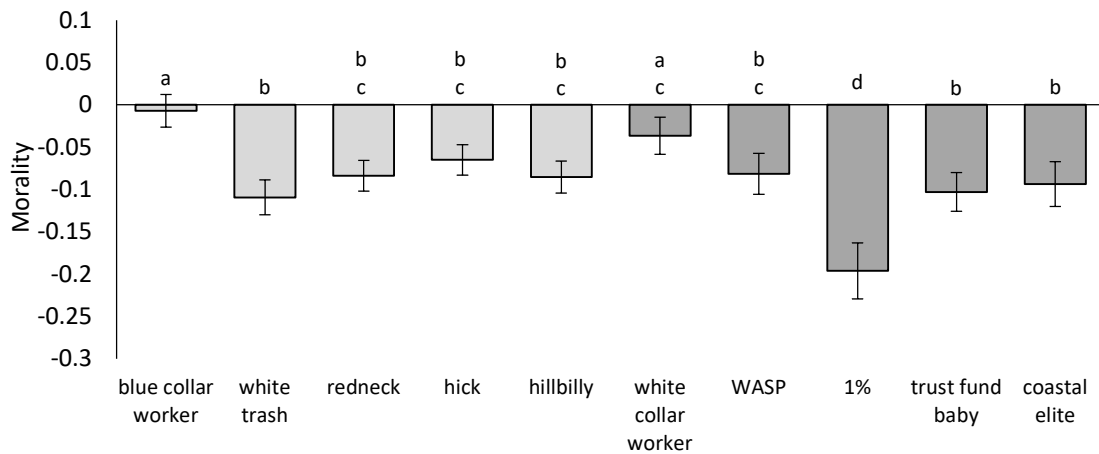 0.1
0.05
0
-0.05
-0.1
-0.15
-0.2
-0.25
-0.3
Morality
b b b a b
a b c c c c c d b b
blue collar white redneck hick hillbilly white WASP 1% trust fund coastal
worker trash collar baby elite
worker